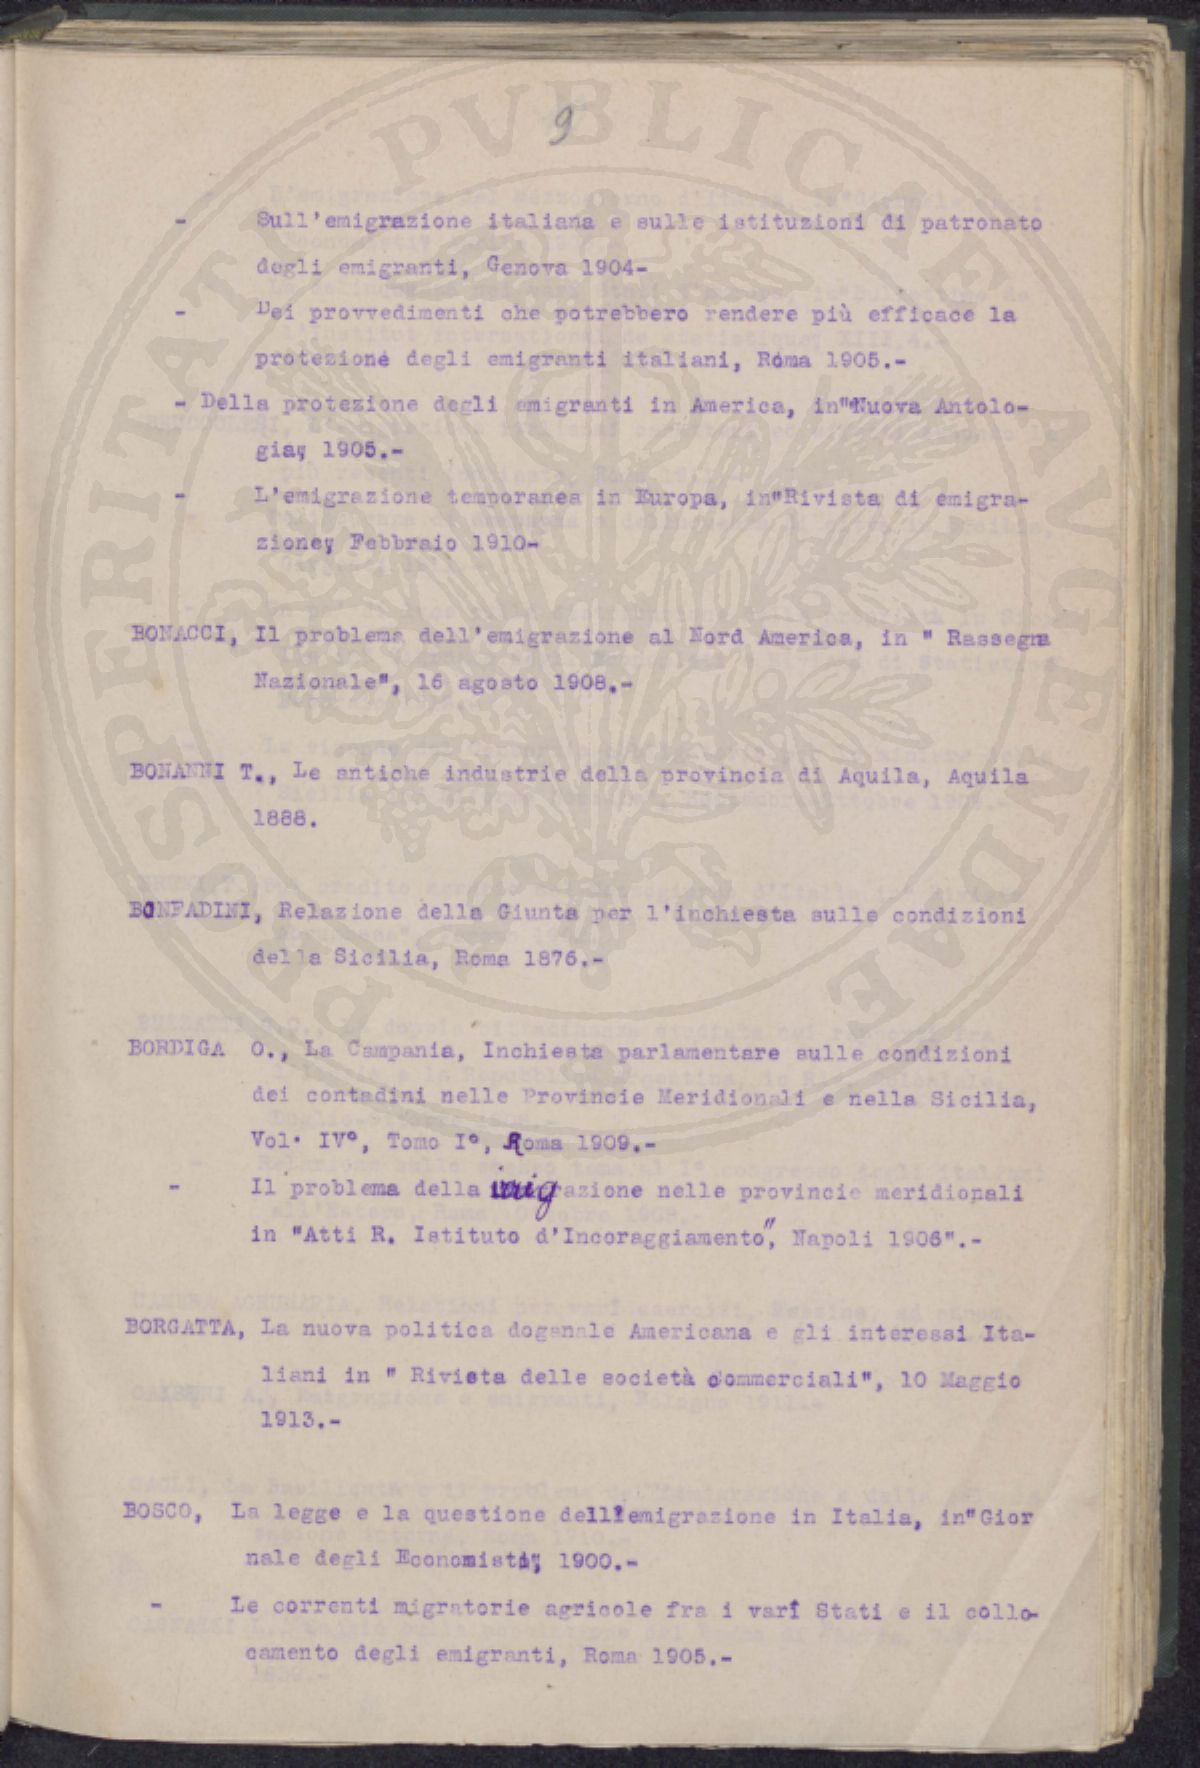 9
- Sull'emigrazione italiana e sulle istituzioni di patronato
degli emigranti, Genova 1904-
- Dei provvedimenti che potrebbero rendere più efficace la
protezione degli emigranti italiani, Roma 1905.-
- Della protezione degli emigranti in America, in "Nuova Antolo-
gia", 1905.-
- L'emigrazione temporanea in Europa, in "Rivista di emigra-
zione", Febbraio 1910-
BONACCI, Il problema dell'emigrazione al Nord America, in " Rassegna
Nazionale", 16 agosto 1908.-
BONANNI T., Le antiche industrie della provincia di Aquila, Aquila
1888.
BONFADINI, Relazione della Giunta per l'inchiesta sulle condizioni
della Sicilia, Roma 1876.-
BORDIGA O., La Campania, Inchiesta parlamentare sulle condizioni
dei contadini nelle Provincie Meridionali e nella Sicilia,
Vol. IV°, Tomo I°, Roma 1909.-
- Il problema della imigrazione nelle provincie meridionali
in "Atti R. Istituto d'Incoraggiamento", Napoli 1906".-
BORGATTA, La nuova politica doganale Americana e gli interessi Ita-
liani in " Rivista delle società commerciali", 10 Maggio
1913.-
BOSCO, La legge e la questione dell'emigrazione in Italia, in "Gior
nale degli Economisti", 1900.-
- Le correnti migratorie agricole fra i vari Stati e il collo-
camento degli emigranti, Roma 1905.-
PUBLICAE AUGENDAE PROSPERITATI